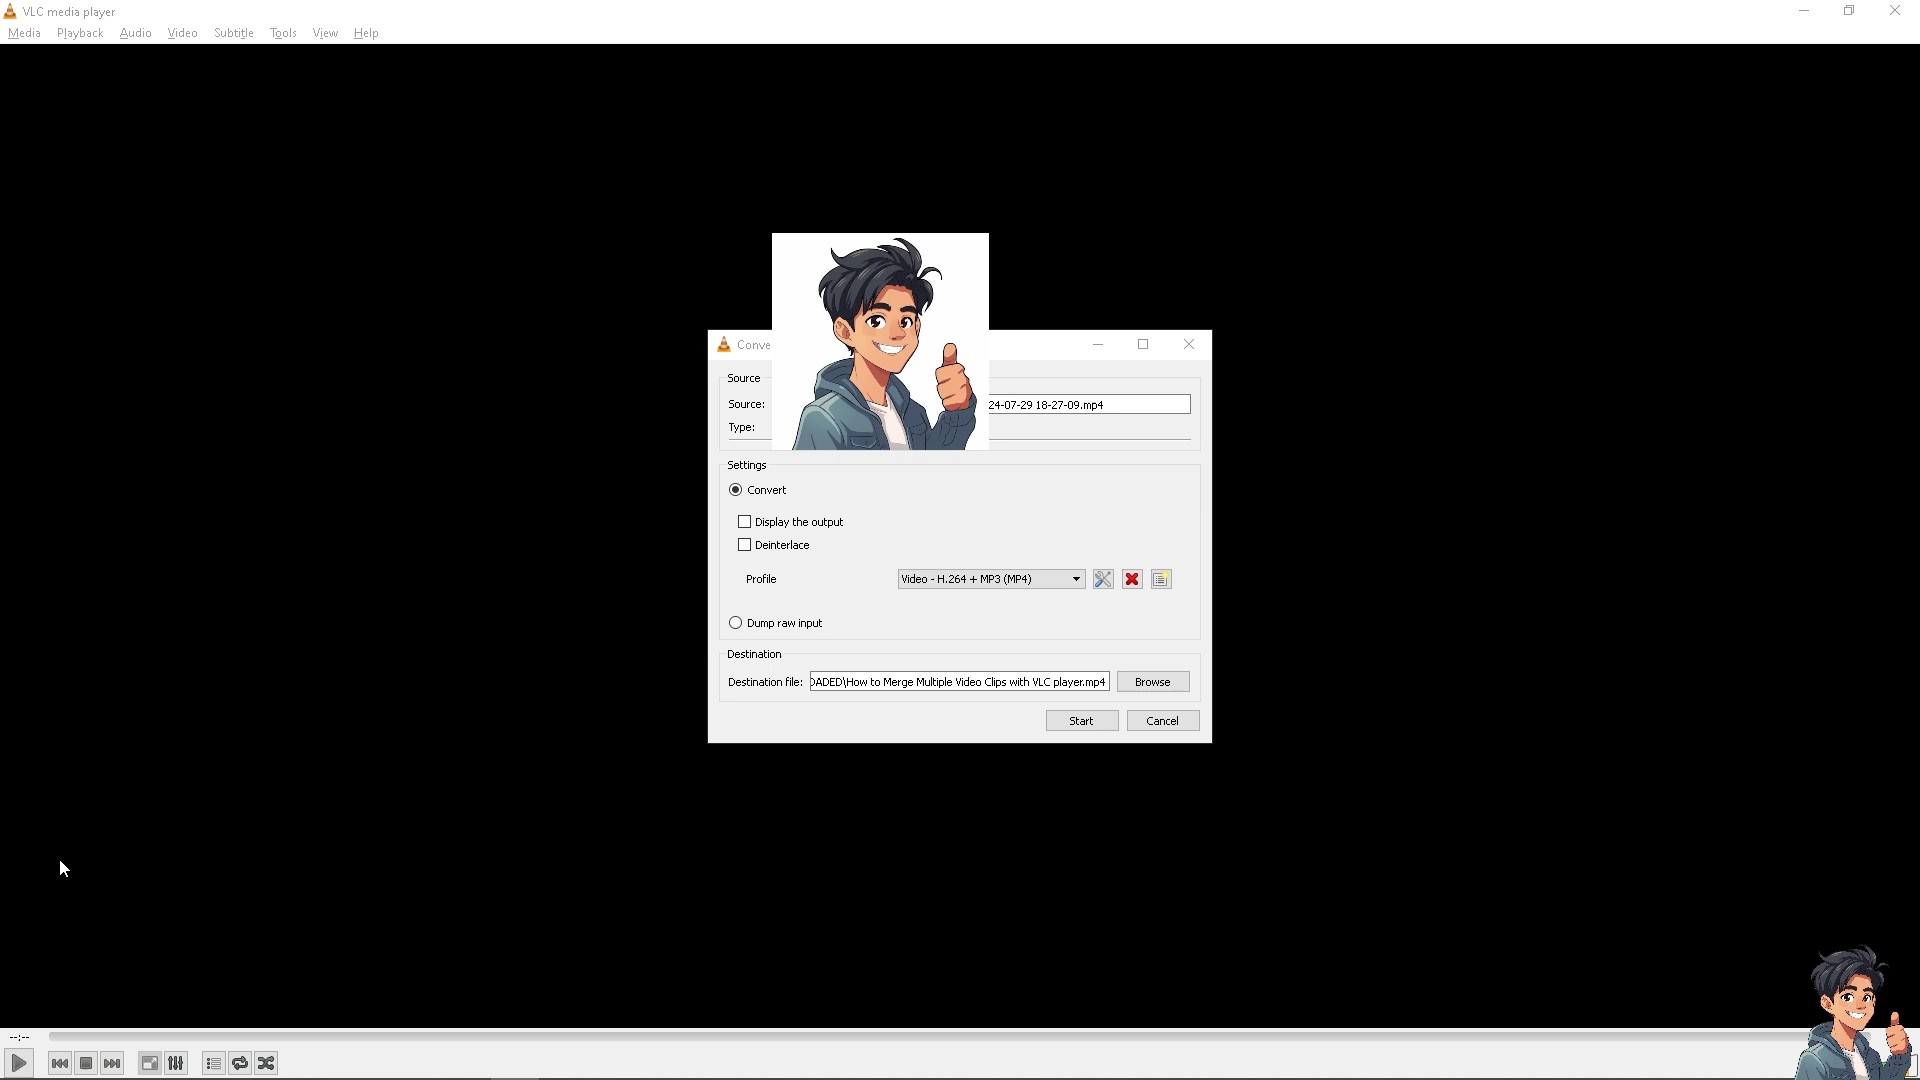 VLC media player
Media Playback Audio Video Subtitle Tools View Help
Source
Source: 24-07-29 18-27-09.mp4
Type:
Settings
Convert
Display the output
Deinterlace
Profile Video - H.264 + MP3 (MP4)
Dump raw input
Destination
Destination file: \How to Merge Multiple Video Clips with VLC player.mp4 Browse
Start Cancel
--:--